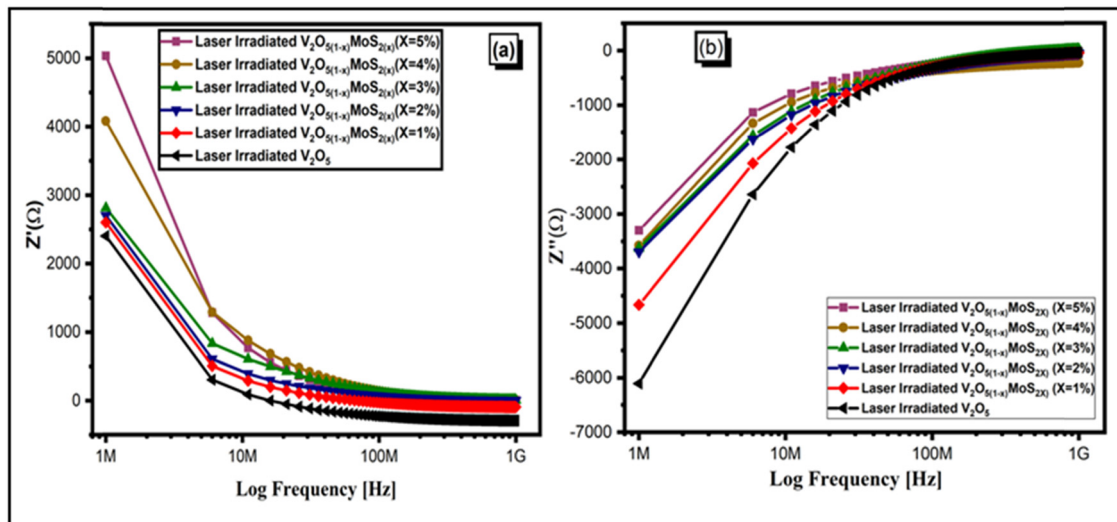 (a)
Laser Irradiated V₂O₅₍₁₋ₓ₎MoS₂₍ₓ₎(X=5%)
Laser Irradiated V₂O₅₍₁₋ₓ₎MoS₂₍ₓ₎(X=4%)
Laser Irradiated V₂O₅₍₁₋ₓ₎MoS₂₍ₓ₎(X=3%)
Laser Irradiated V₂O₅₍₁₋ₓ₎MoS₂₍ₓ₎(X=2%)
Laser Irradiated V₂O₅₍₁₋ₓ₎MoS₂₍ₓ₎(X=1%)
Laser Irradiated V₂O₅
Z'(Ω)
5000
4000
3000
2000
1000
0
1M 10M 100M 1G
Log Frequency [Hz]
(b)
Z''(Ω)
0
-1000
-2000
-3000
-4000
-5000
-6000
-7000
Laser Irradiated V₂O₅₍₁₋ₓ₎MoS₂X) (X=5%)
Laser Irradiated V₂O₅₍₁₋ₓ₎MoS₂X) (X=4%)
Laser Irradiated V₂O₅₍₁₋ₓ₎MoS₂X) (X=3%)
Laser Irradiated V₂O₅₍₁₋ₓ₎MoS₂X) (X=2%)
Laser Irradiated V₂O₅₍₁₋ₓ₎MoS₂X) (X=1%)
Laser Irradiated V₂O₅
1M 10M 100M 1G
Log Frequency [Hz]